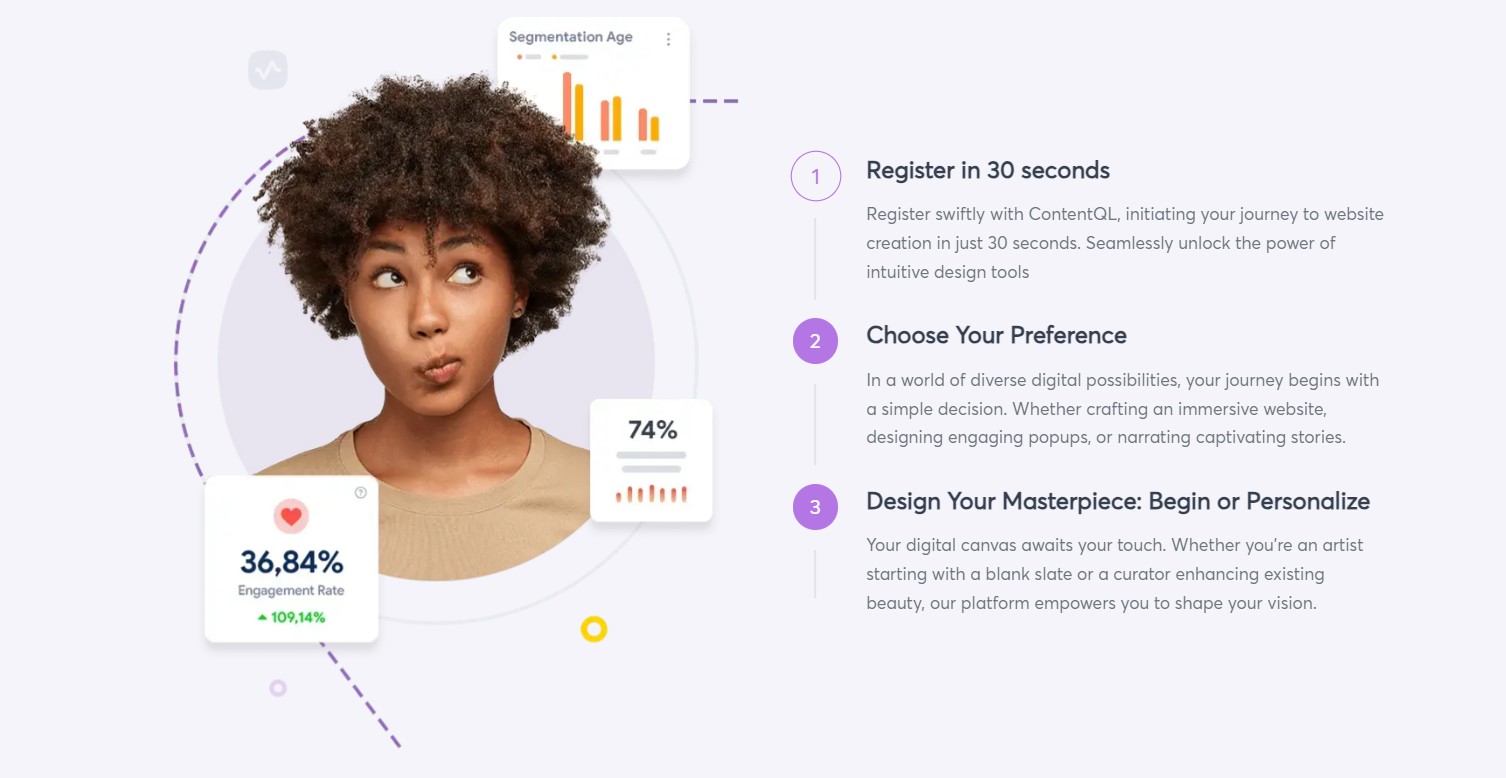 Segmentation Age
74%
36,84%
Engagement Rate
109,14%
1
Register in 30 seconds
Register swiftly with ContentQL, initiating your journey to website
creation in just 30 seconds. Seamlessly unlock the power of
intuitive design tools
2
Choose Your Preference
In a world of diverse digital possibilities, your journey begins with
a simple decision. Whether crafting an immersive website,
designing engaging popups, or narrating captivating stories.
3
Design Your Masterpiece: Begin or Personalize
Your digital canvas awaits your touch. Whether you're an artist
starting with a blank slate or a curator enhancing existing
beauty, our platform empowers you to shape your vision.